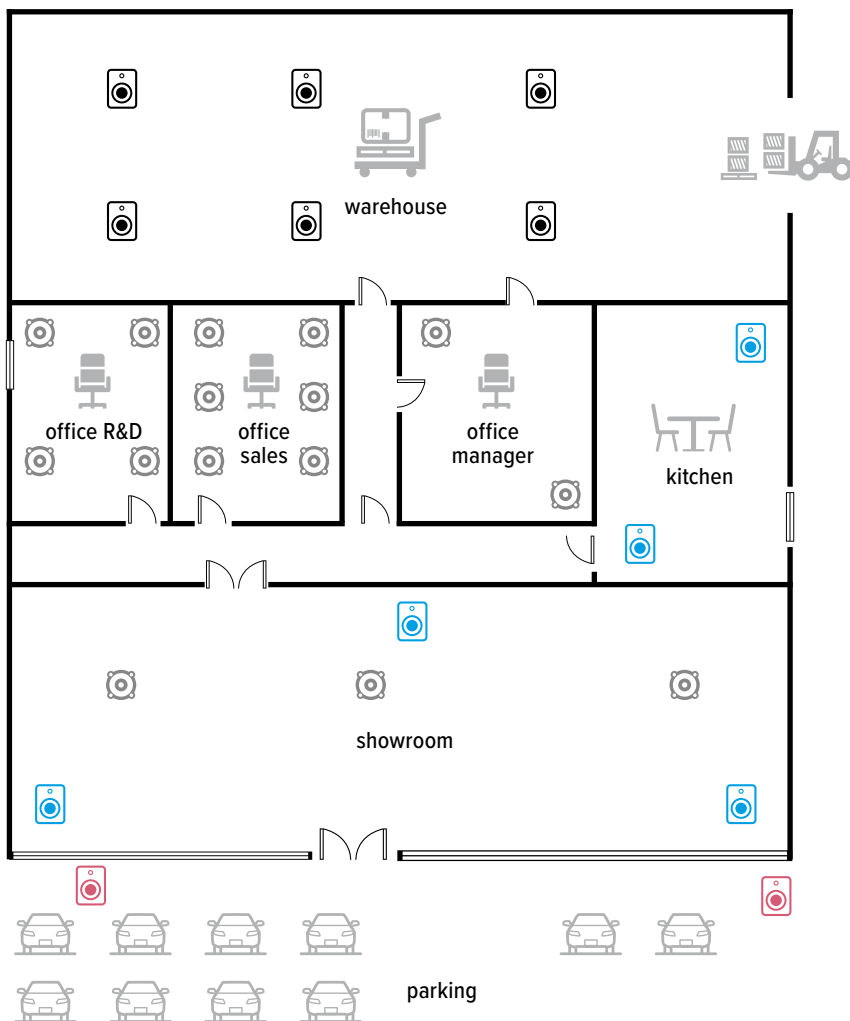 warehouse
office R&D
office
sales
office
manager
kitchen
showroom
parking